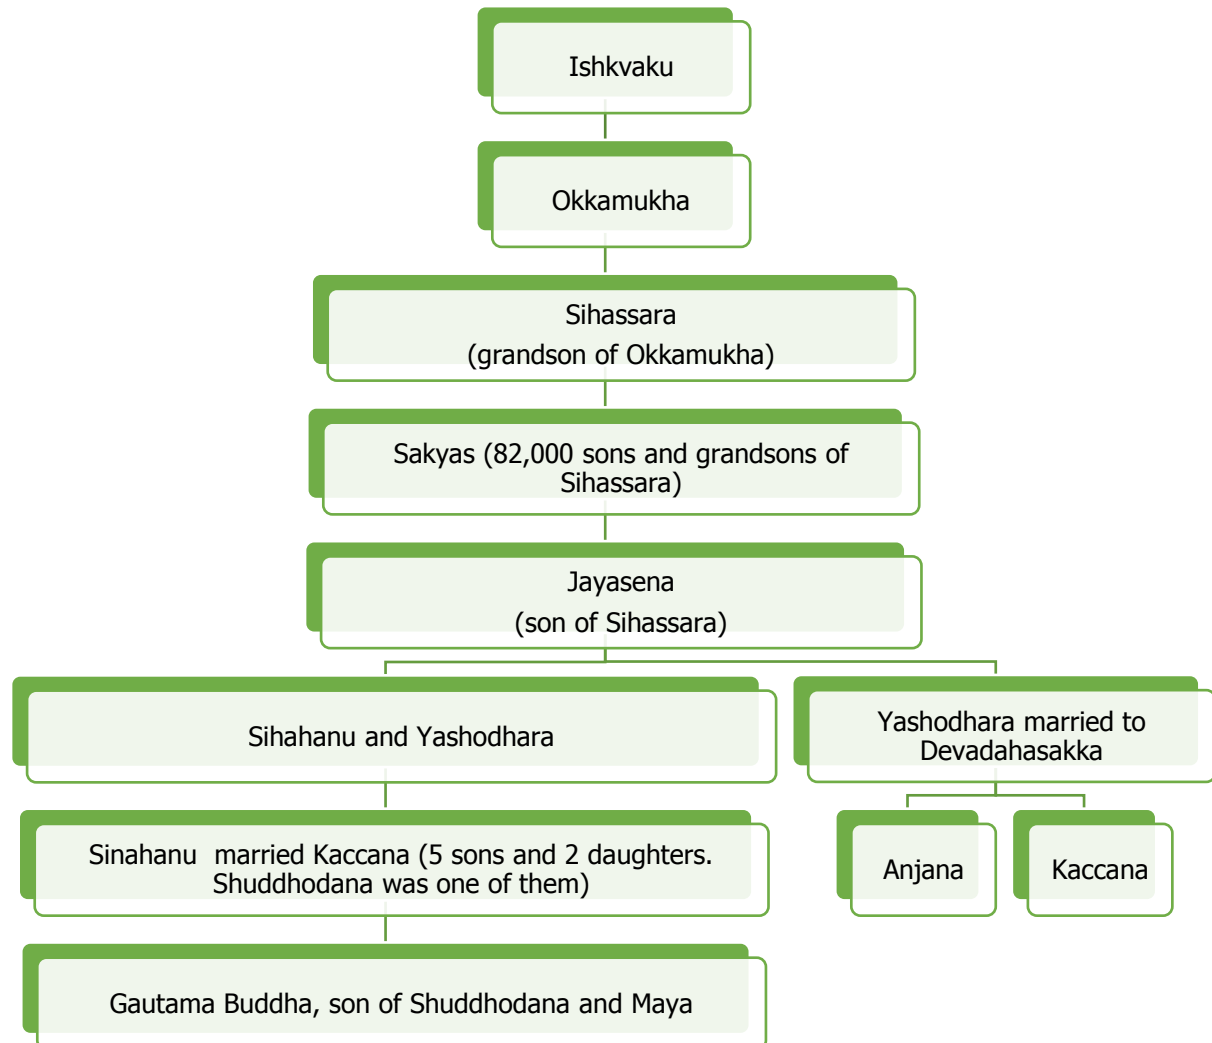 Ishkvaku
Okkamukha
Sihassara
(grandson of Okkamukha)
Sakyas (82,000 sons and grandsons of
Sihassara)
Jayasena
(son of Sihassara)
Sihahanu and Yashodhara
Yashodhara married to
Devadahasakka
Sinahanu  married Kaccana (5 sons and 2 daughters.
Shuddhodana was one of them)
Anjana
Kaccana
Gautama Buddha, son of Shuddhodana and Maya